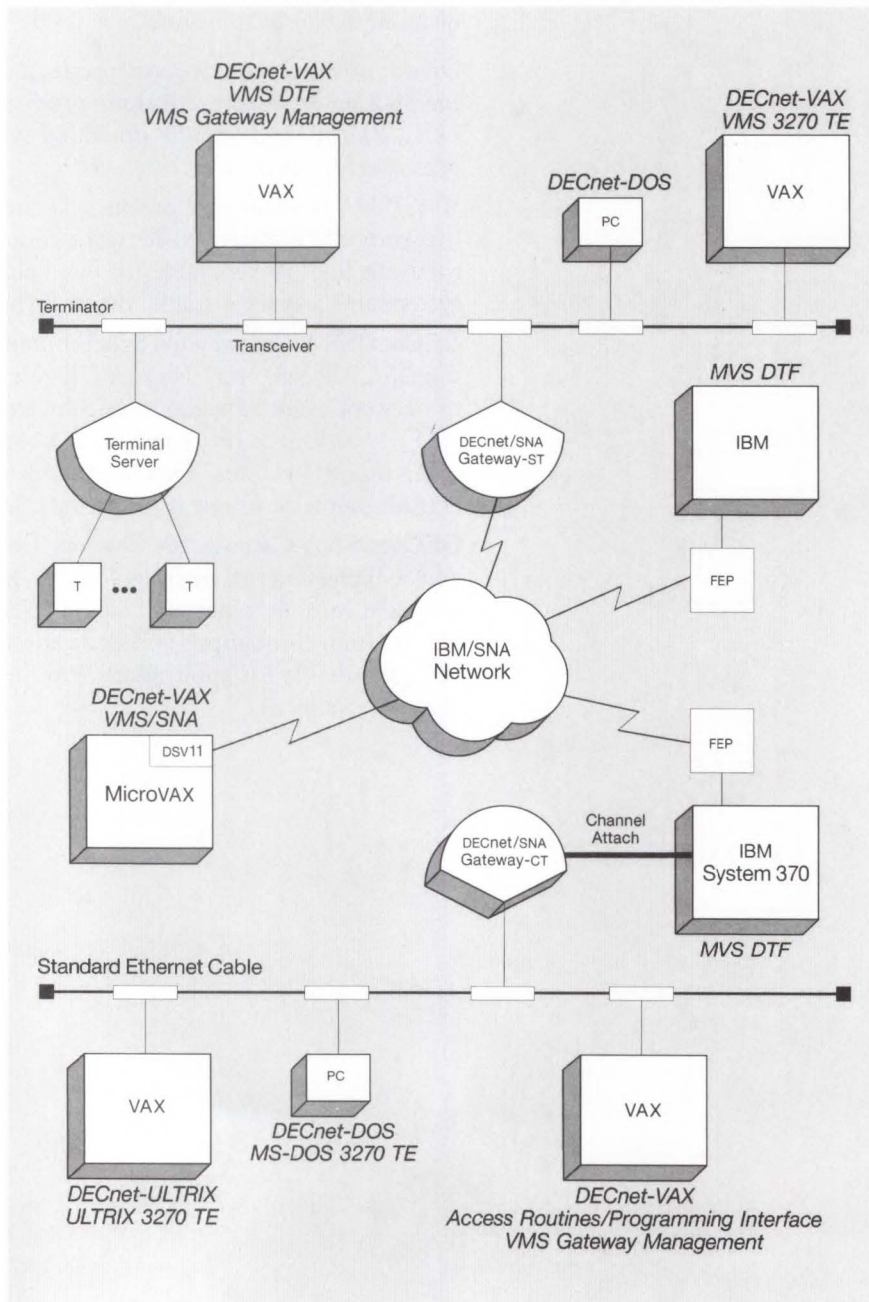 DECnet-VAX
VMS DTF
VMS Gateway Management
VAX
DECnet-DOS
PC
DECnet-VAX
VMS 3270 TE
VAX
Terminator
Transceiver
Terminal
Server
T
•••
T
DECnet/SNA
Gateway-ST
MVS DTF
IBM
FEP
IBM/SNA
Network
DECnet-VAX
VMS/SNA
DSV11
MicroVAX
FEP
DECnet/SNA
Gateway-CT
Channel
Attach
IBM
System 370
MVS DTF
Standard Ethernet Cable
VAX
DECnet-ULTRIX
ULTRIX 3270 TE
PC
DECnet-DOS
MS-DOS 3270 TE
VAX
DECnet-VAX
Access Routines/Programming Interface
VMS Gateway Management